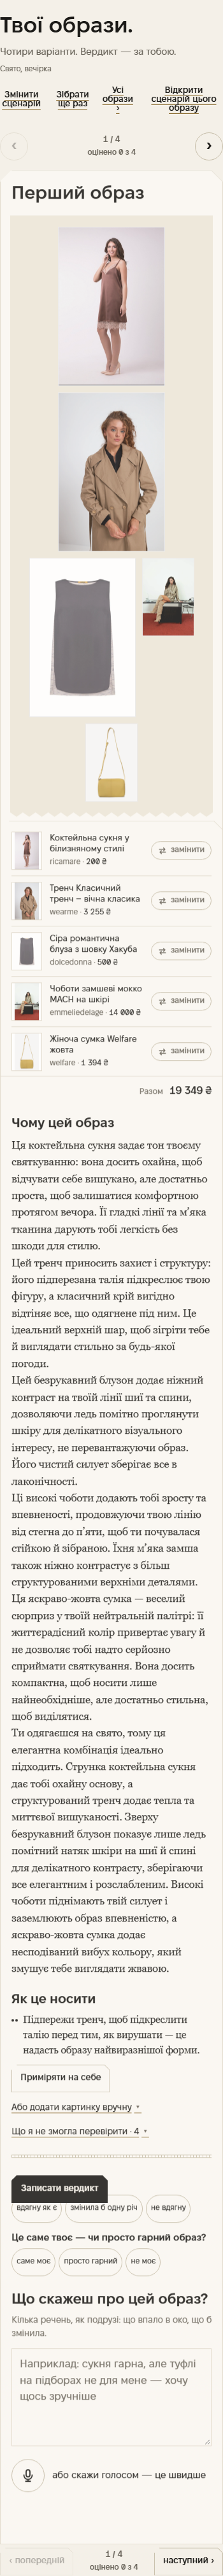 Твої образи.
Чотири варіанти. Вердикт — за тобою.
Свято, вечірка
Змінити
сценарій
Зібрати
ще раз
Усі
образи
›
Відкрити
сценарій цього
образу
‹
1 / 4
оцінено 0 з 4
›
Перший образ
Коктейльна сукня у
білизняному стилі
ricamare · 200 ₴
⇄ замінити
Тренч Класичний
тренч – вічна класика
wearme · 3 255 ₴
⇄ замінити
Сіра романтична
блуза з шовку Хакуба
dolcedonna · 500 ₴
⇄ замінити
Чоботи замшеві мокко
MACH на шкірі
emmeliedelage · 14 000 ₴
⇄ замінити
Жіноча сумка Welfare
жовта
welfare · 1 394 ₴
⇄ замінити
Разом 19 349 ₴
Чому цей образ
Ця коктейльна сукня задає тон твоєму
святкуванню: вона досить охайна, щоб
відчувати себе вишукано, але достатньо
проста, щоб залишатися комфортною
протягом вечора. Її гладкі лінії та м’яка
тканина дарують тобі легкість без
шкоди для стилю.
Цей тренч приносить захист і структуру:
його підперезана талія підкреслює твою
фігуру, а класичний крій вигідно
відтіняє все, що одягнене під ним. Це
ідеальний верхній шар, щоб зігріти тебе
й виглядати стильно за будь-якої
погоди.
Цей безрукавний блузон додає ніжний
контраст на твоїй лінії шиї та спини,
дозволяючи ледь помітно проглянути
шкіру для делікатного візуального
інтересу, не перевантажуючи образ.
Його чистий силует зберігає все в
лаконічності.
Ці високі чоботи додають тобі зросту та
впевненості, продовжуючи твою лінію
від стегна до п’яти, щоб ти почувалася
стійкою й зібраною. Їхня м’яка замша
також ніжно контрастує з більш
структурованими верхніми деталями.
Ця яскраво-жовта сумка — веселий
сюрприз у твоїй нейтральній палітрі: її
життєрадісний колір привертає увагу й
не дозволяє тобі надто серйозно
сприймати святкування. Вона досить
компактна, щоб носити лише
найнеобхідніше, але достатньо стильна,
щоб виділятися.
Ти одягаєшся на свято, тому ця
елегантна комбінація ідеально
підходить. Струнка коктейльна сукня
дає тобі охайну основу, а
структурований тренч додає тепла та
миттєвої вишуканості. Зверху
безрукавний блузон показує лише ледь
помітний натяк шкіри на шиї й спині
для делікатного контрасту, зберігаючи
все елегантним і розслабленим. Високі
чоботи піднімають твій силует і
заземлюють образ впевненістю, а
яскраво-жовта сумка додає
несподіваний вибух кольору, який
змушує тебе виглядати жвавою.
Як це носити
•• Підпережи тренч, щоб підкреслити
талію перед тим, як вирушати — це
надасть образу найвиразнішої форми.
Приміряти на себе
Або додати картинку вручну
Що я не змогла перевірити · 4
Записати вердикт
вдягну як є
змінила б одну річ
не вдягну
Це саме твоє — чи просто гарний образ?
саме моє
просто гарний
не моє
Що скажеш про цей образ?
Кілька речень, як подрузі: що впало в око, що б
змінила.
Наприклад: сукня гарна, але туфлі
на підборах не для мене — хочу
щось зручніше
або скажи голосом — це швидше
‹ попередній
1 / 4
оцінено 0 з 4
наступний ›